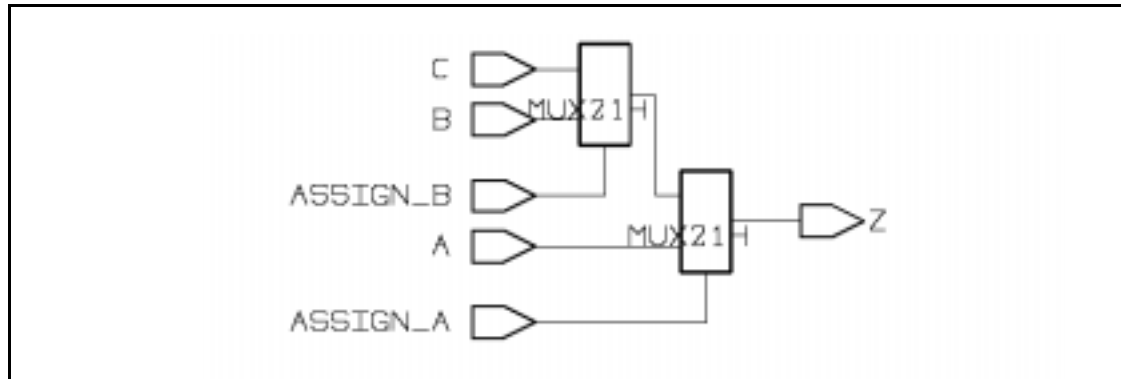 C
MUX21H
B
ASSIGN_B
Z
MUX21H
A
ASSIGN_A